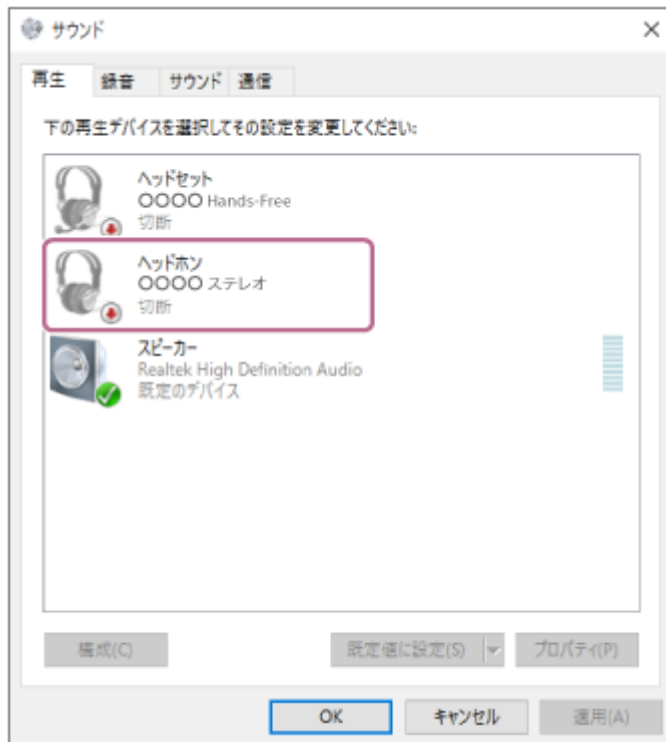 サウンド
再生 録音 サウンド 通信
下の再生デバイスを選択してその設定を変更してください:
ヘッドセット
〇〇〇〇 Hands-Free
切断
ヘッドホン
〇〇〇〇 ステレオ
切断
スピーカー
Realtek High Definition Audio
既定のデバイス
構成(C) 既定値に設定(S) プロパティ(P)
OK キャンセル 適用(A)